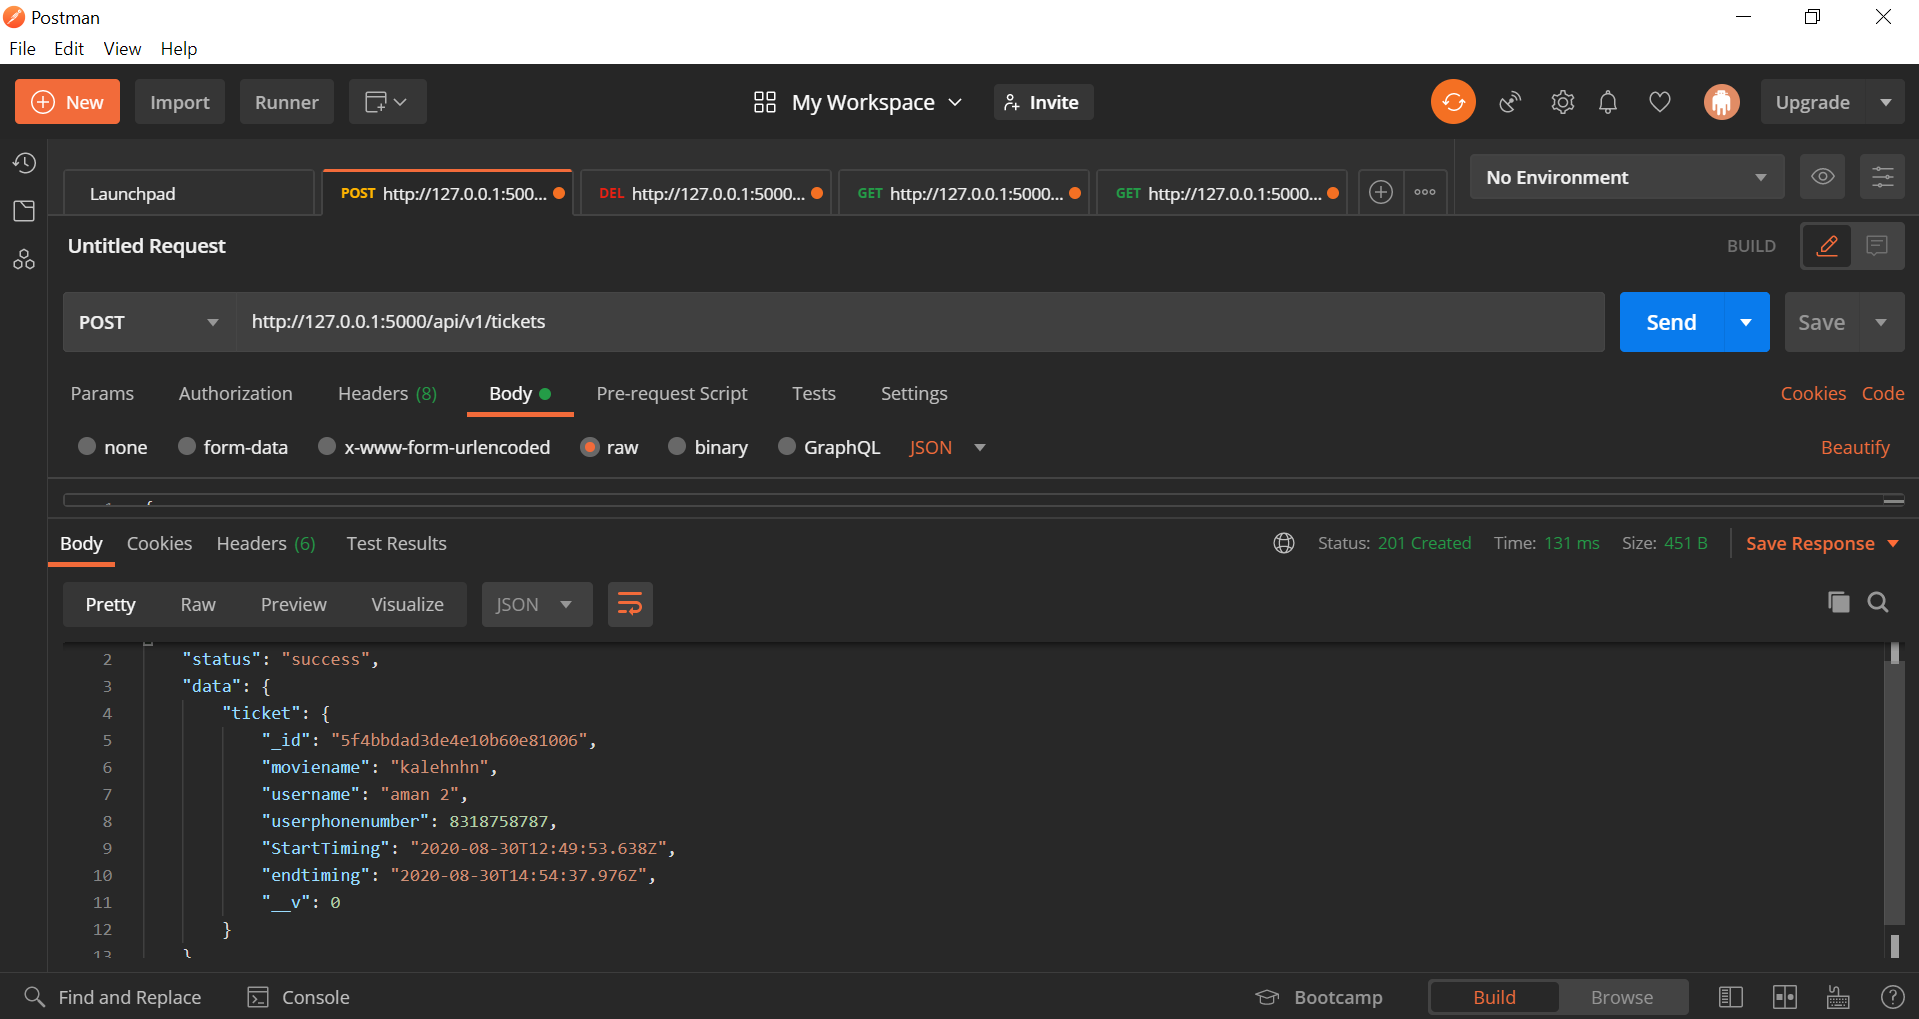 Postman
File Edit View Help
New Import Runner My Workspace Invite Upgrade
Launchpad POST http://127.0.0.1:500... DEL http://127.0.0.1:5000... GET http://127.0.0.1:5000... GET http://127.0.0.1:5000... No Environment
Untitled Request BUILD
POST http://127.0.0.1:5000/api/v1/tickets Send Save
Params Authorization Headers (8) Body Pre-request Script Tests Settings Cookies Code
none form-data x-www-form-urlencoded raw binary GraphQL JSON Beautify
Body Cookies Headers (6) Test Results Status: 201 Created Time: 131 ms Size: 451 B Save Response
Pretty Raw Preview Visualize JSON
2 "status": "success",
3 "data": {
4 "ticket": {
5 "_id": "5f4bbdad3de4e10b60e81006",
6 "moviename": "kalehnhn",
7 "username": "aman 2",
8 "userphonenumber": 8318758787,
9 "StartTiming": "2020-08-30T12:49:53.638Z",
10 "endtiming": "2020-08-30T14:54:37.976Z",
11 "__v": 0
12 }
13 }
Find and Replace Console Bootcamp Build Browse